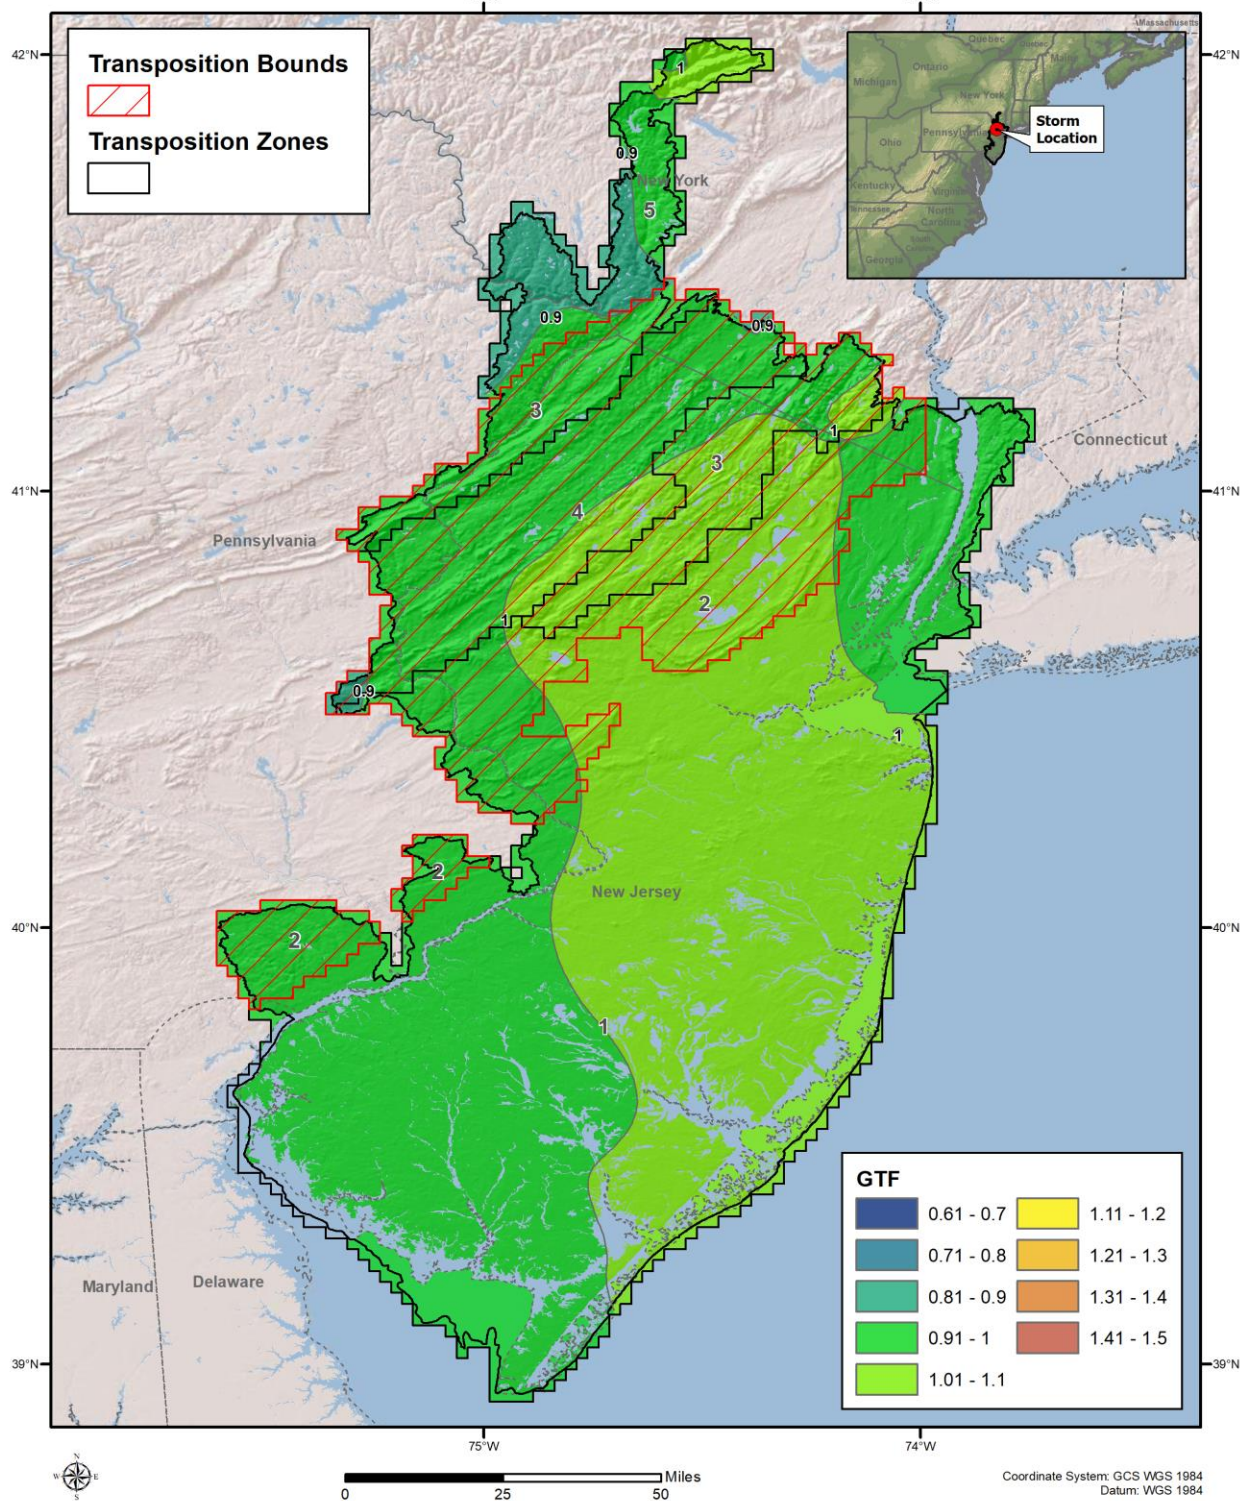 42°N
42°N
Transposition Bounds
Transposition Zones
Massachusetts
Quebec
Ontario
Michigan
New York
Pennsylvania
Storm
Location
Ohio
Kentucky
Virginia
Tennessee
North
Carolina
Georgia
1
0.9
New York
5
0.9
0.9
3
1
3
Connecticut
41°N
41°N
4
Pennsylvania
2
1
0.9
1
2
New Jersey
40°N
40°N
2
1
Maryland
Delaware
39°N
39°N
GTF
0.61 - 0.7
1.11 - 1.2
0.71 - 0.8
1.21 - 1.3
0.81 - 0.9
1.31 - 1.4
0.91 - 1
1.41 - 1.5
1.01 - 1.1
75°W
74°W
N
W
E
S
Miles
0
25
50
Coordinate System: GCS WGS 1984
Datum: WGS 1984